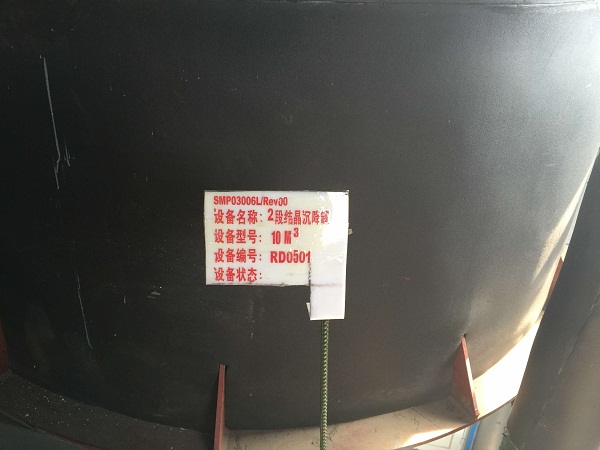 SMP03006L/Rev00
设备名称：2段结晶沉降罐
设备型号：10 M³
设备编号：RD0501
设备状态：